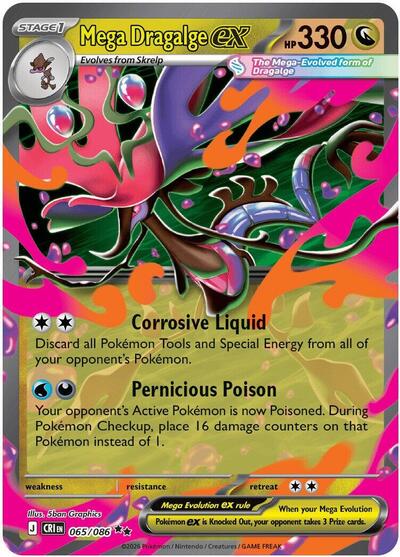 STAGE 1
Mega Dragalge ex
HP 330
Evolves from Skrelp
The Mega-Evolved form of
Dragalge
Corrosive Liquid
Discard all Pokémon Tools and Special Energy from all of
your opponent's Pokémon.
Pernicious Poison
Your opponent's Active Pokémon is now Poisoned. During
Pokémon Checkup, place 16 damage counters on that
Pokémon instead of 1.
weakness resistance retreat
Illus. 5ban Graphics
J CRI EN 065/086
Mega Evolution ex rule
When your Mega Evolution
Pokémon ex is Knocked Out, your opponent takes 3 Prize cards.
©2026 Pokémon / Nintendo / Creatures / GAME FREAK